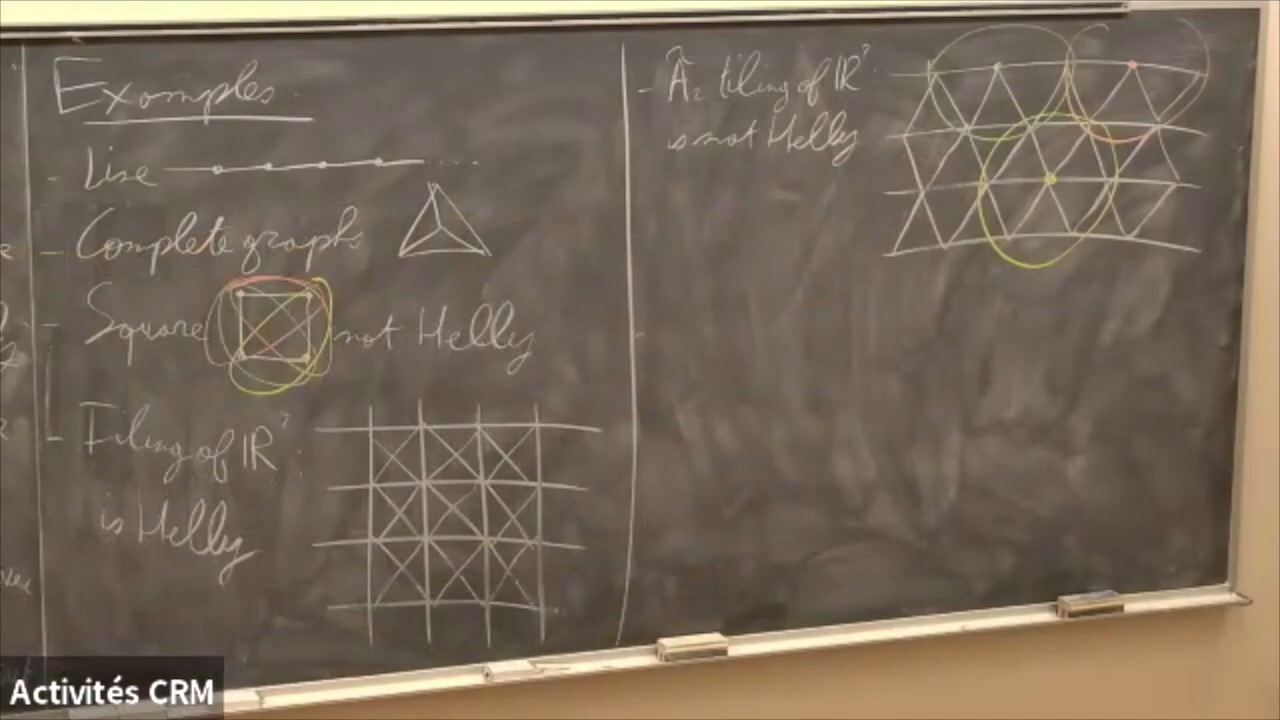 Examples
- Line ...
- Complete graph
- Square not Helly
- Tiling of ℝ²
is Helly
- Ã₂ tiling of ℝ²
is not Helly
Activités CRM